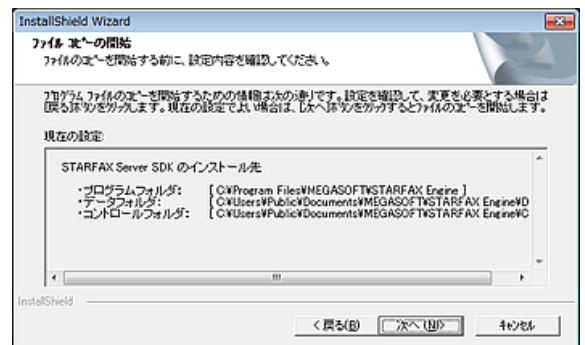 InstallShield Wizard
ファイル コピーの開始
ファイルのコピーを開始する前に、設定内容を確認してください。
プログラム ファイルのコピーを開始するための情報は次の通りです。設定を確認して、変更を必要とする場合は
[戻る]ボタンをクリックします。現在の設定でよい場合は、[次へ]ボタンをクリックするとファイルのコピーを開始します。
現在の設定:
STARFAX Server SDK のインストール先
・プログラムフォルダ: [ C:¥Program Files¥MEGASOFT¥STARFAX Engine ]
・データフォルダ: [ C:¥Users¥Public¥Documents¥MEGASOFT¥STARFAX Engine¥D
・コントロールフォルダ: [ C:¥Users¥Public¥Documents¥MEGASOFT¥STARFAX Engine¥C
InstallShield
< 戻る(B)
次へ (N)>
キャンセル